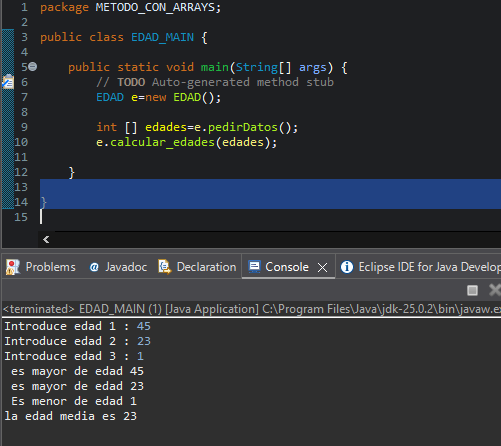 1 package METODO_CON_ARRAYS;
2
3 public class EDAD_MAIN {
4
5 public static void main(String[] args) {
6 // TODO Auto-generated method stub
7 EDAD e=new EDAD();
8
9 int [] edades=e.pedirDatos();
10 e.calcular_edades(edades);
11
12 }
13
14 }
15
Problems @ Javadoc Declaration Console Eclipse IDE for Java Develop
<terminated> EDAD_MAIN (1) [Java Application] C:\Program Files\Java\jdk-25.0.2\bin\javaw.ex
Introduce edad 1 : 45
Introduce edad 2 : 23
Introduce edad 3 : 1
es mayor de edad 45
es mayor de edad 23
Es menor de edad 1
la edad media es 23